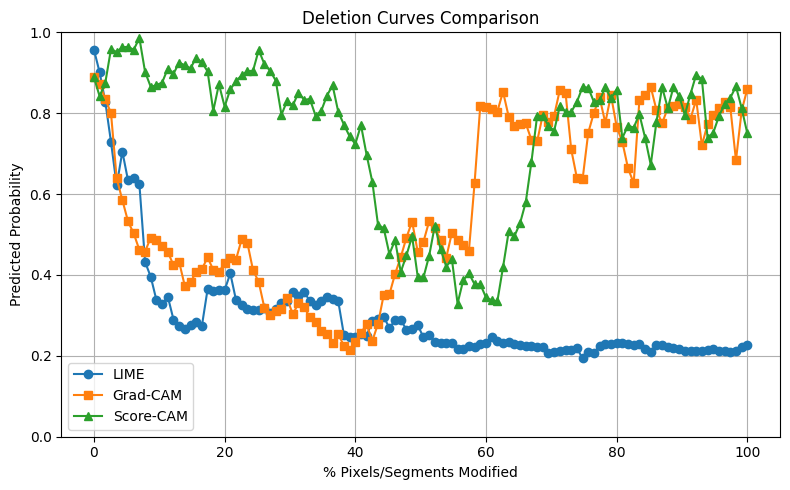 Deletion Curves Comparison
Predicted Probability
1.0
0.8
0.6
0.4
0.2
0.0
LIME
Grad-CAM
Score-CAM
0 20 40 60 80 100
% Pixels/Segments Modified